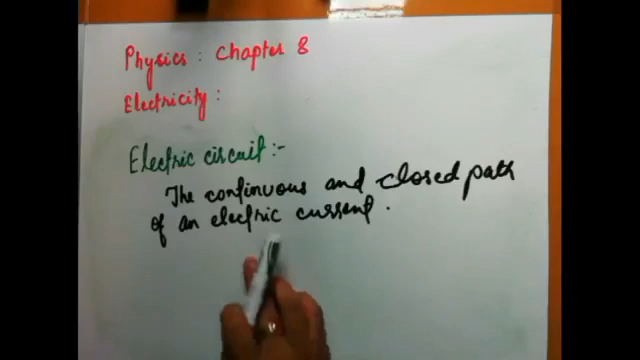 Physics : Chapter 8
Electricity :
Electric circuit :-
The continuous and closed path
of an electric current .